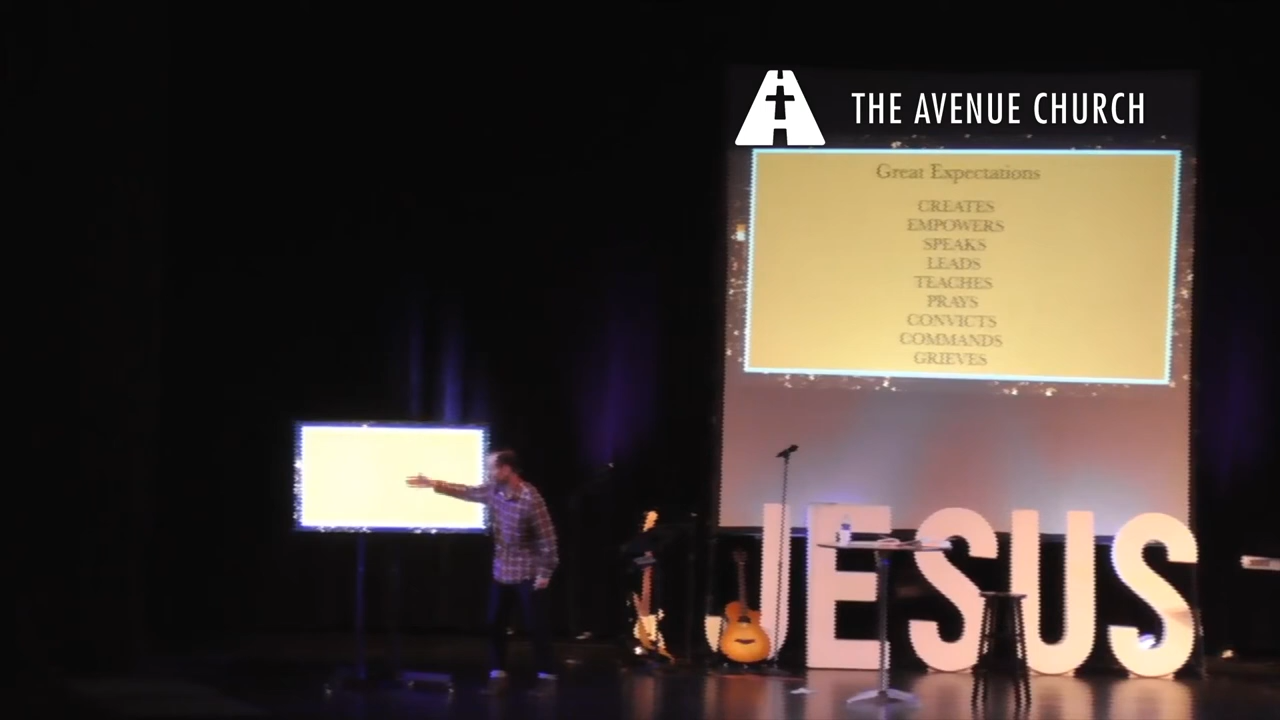 THE AVENUE CHURCH
Great Expectations
CREATES
EMPOWERS
SPEAKS
LEADS
TEACHES
PRAYS
CONVICTS
COMMANDS
GRIEVES
JESUS